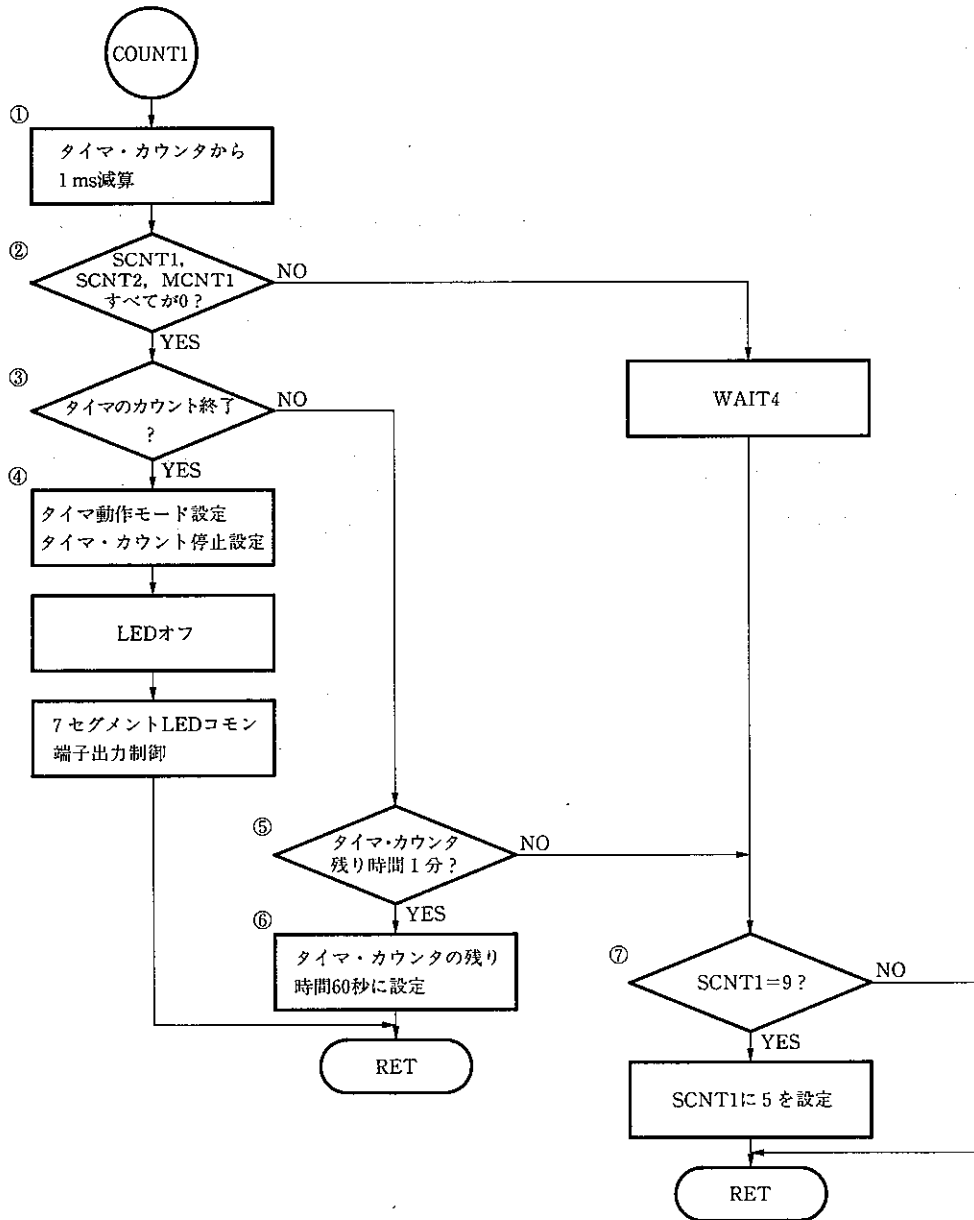 COUNT1
①
タイマ・カウンタから
1 ms減算
②
SCNT1,
SCNT2, MCNT1
すべてが0?
NO
YES
③
タイマのカウント終了
?
NO
YES
WAIT4
④
タイマ動作モード設定
タイマ・カウント停止設定
LEDオフ
7セグメントLEDコモン
端子出力制御
⑤
タイマ・カウンタ
残り時間1分?
NO
YES
⑥
タイマ・カウンタの残り
時間60秒に設定
RET
⑦
SCNT1=9?
NO
YES
SCNT1に5を設定
RET